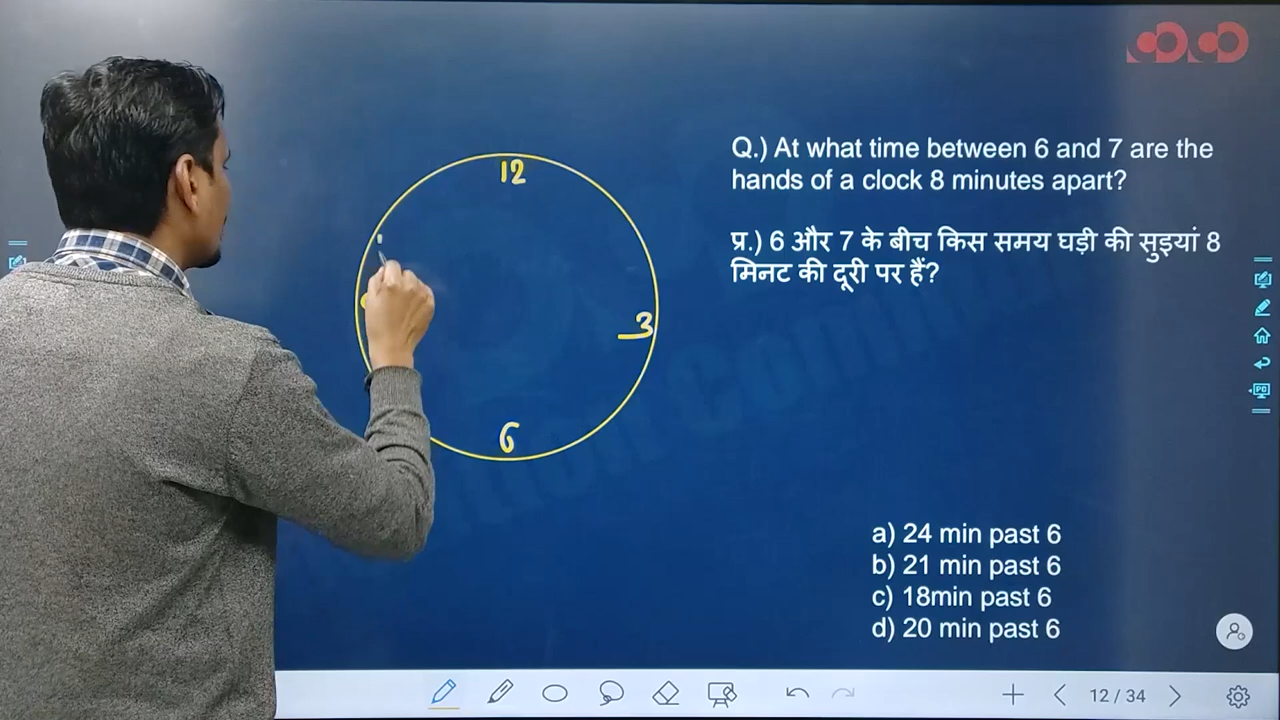 Q.) At what time between 6 and 7 are the
hands of a clock 8 minutes apart?
प्र.) 6 और 7 के बीच किस समय घड़ी की सुइयां 8
मिनट की दूरी पर हैं?
12
3
6
a) 24 min past 6
b) 21 min past 6
c) 18min past 6
d) 20 min past 6
12 / 34